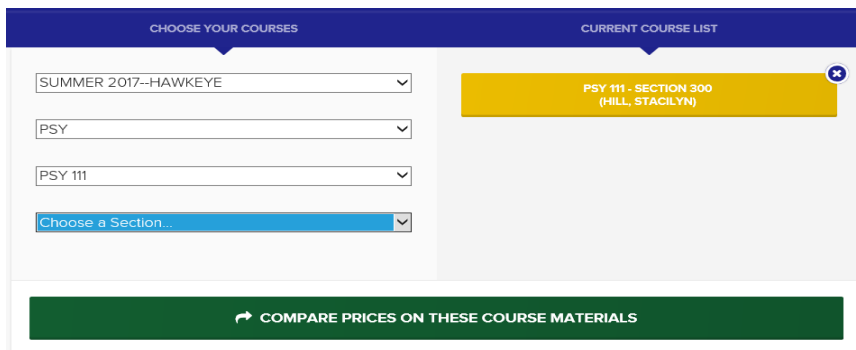 CHOOSE YOUR COURSES
CURRENT COURSE LIST
SUMMER 2017--HAWKEYE
PSY
PSY 111
Choose a Section...
PSY 111 - SECTION 300
(HILL, STACILYN)
COMPARE PRICES ON THESE COURSE MATERIALS